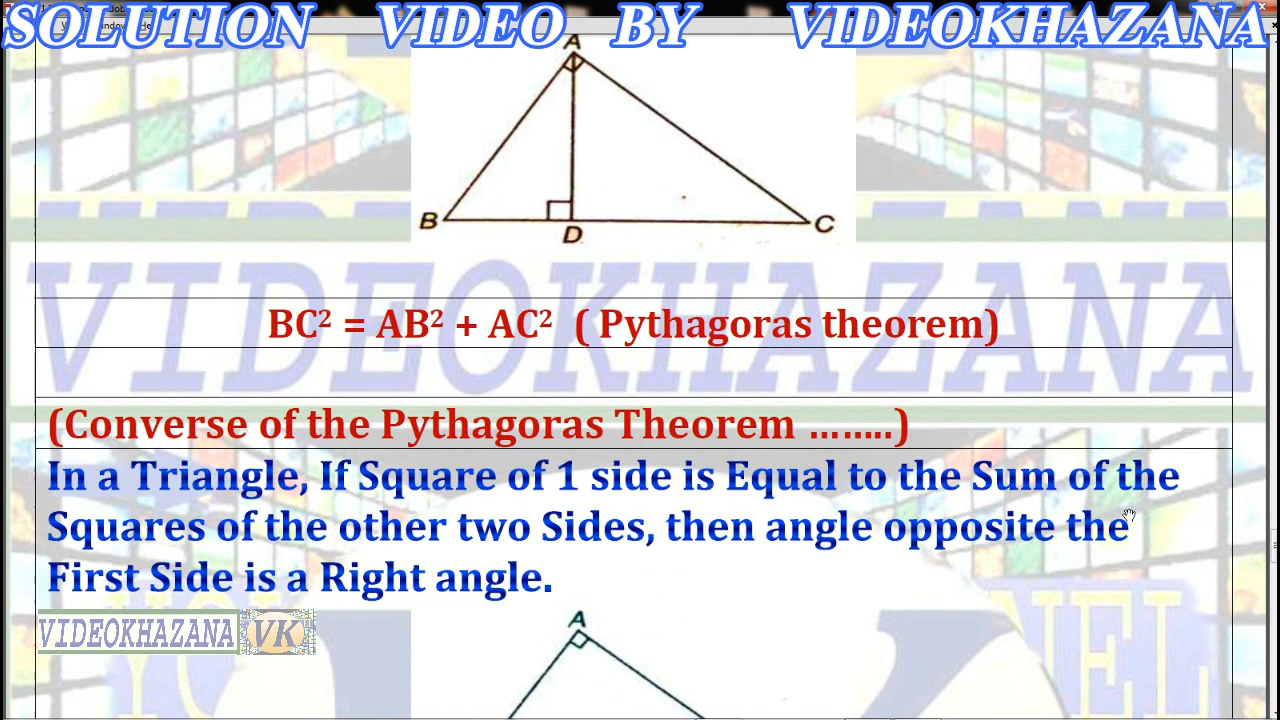 SOLUTION VIDEO BY VIDEOKHAZANA
A
B
D
C
VIDEOKHAZANA
BC² = AB² + AC² ( Pythagoras theorem)
(Converse of the Pythagoras Theorem ........)
In a Triangle, If Square of 1 side is Equal to the Sum of the
Squares of the other two Sides, then angle opposite the
First Side is a Right angle.
VIDEOKHAZANA VK
A